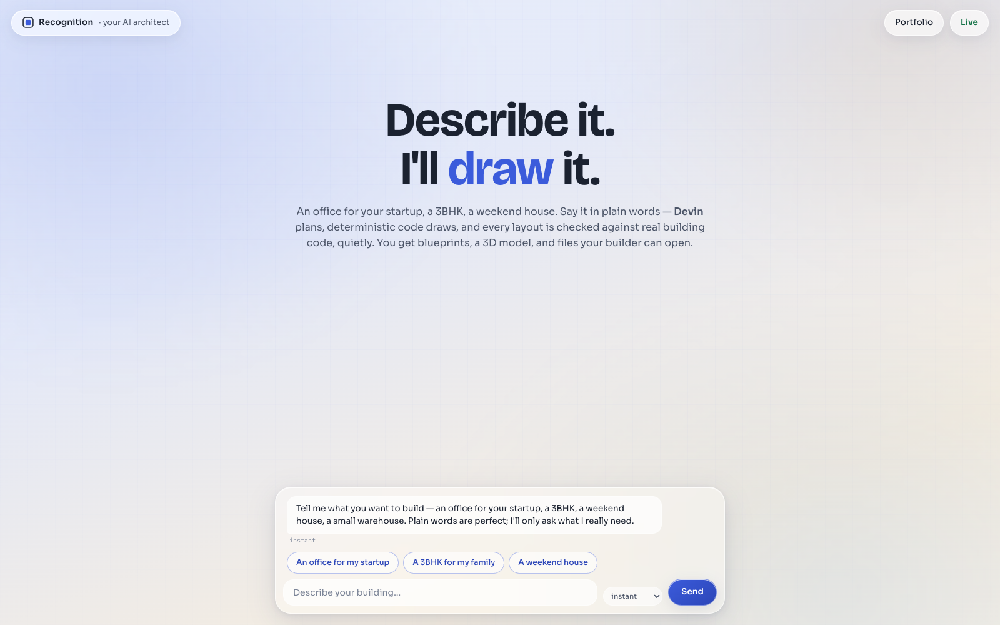 Recognition · your AI architect
Portfolio
Live
Describe it.
I'll draw it.
An office for your startup, a 3BHK, a weekend house. Say it in plain words — Devin
plans, deterministic code draws, and every layout is checked against real building
code, quietly. You get blueprints, a 3D model, and files your builder can open.
Tell me what you want to build — an office for your startup, a 3BHK, a weekend
house, a small warehouse. Plain words are perfect; I'll only ask what I really need.
instant
An office for my startup
A 3BHK for my family
A weekend house
Describe your building...
instant
Send